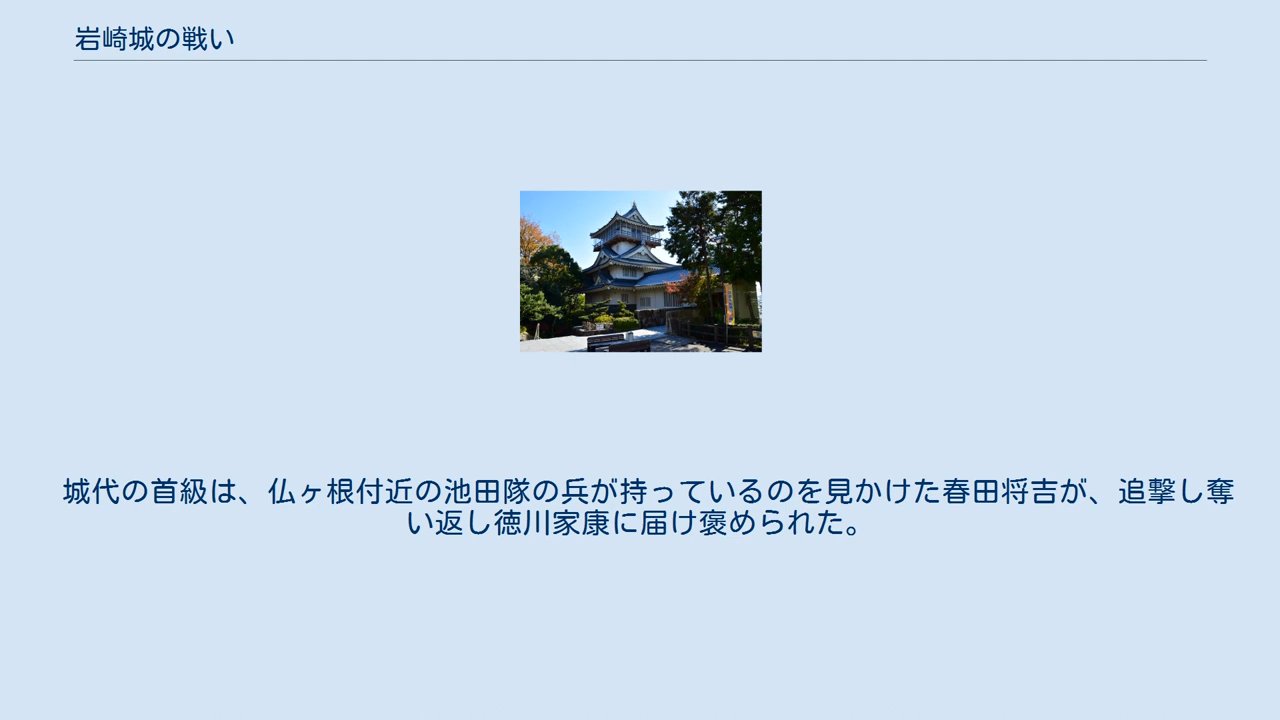 岩崎城の戦い
城代の首級は、仏ヶ根付近の池田隊の兵が持っているのを見かけた春田将吉が、追撃し奪
い返し徳川家康に届け褒められた。